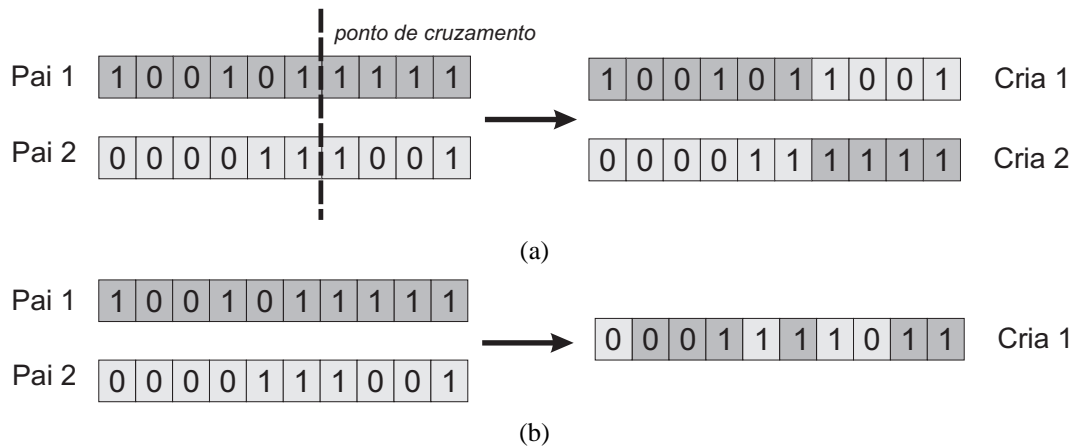 ponto de cruzamento
Pai 1 1 0 0 1 0 1 1 1 1 1
1 0 0 1 0 1 1 0 0 1 Cria 1
Pai 2 0 0 0 0 1 1 1 0 0 1
0 0 0 0 1 1 1 1 1 1 Cria 2
(a)
Pai 1 1 0 0 1 0 1 1 1 1 1
0 0 0 1 1 1 1 0 1 1 Cria 1
Pai 2 0 0 0 0 1 1 1 0 0 1
(b)